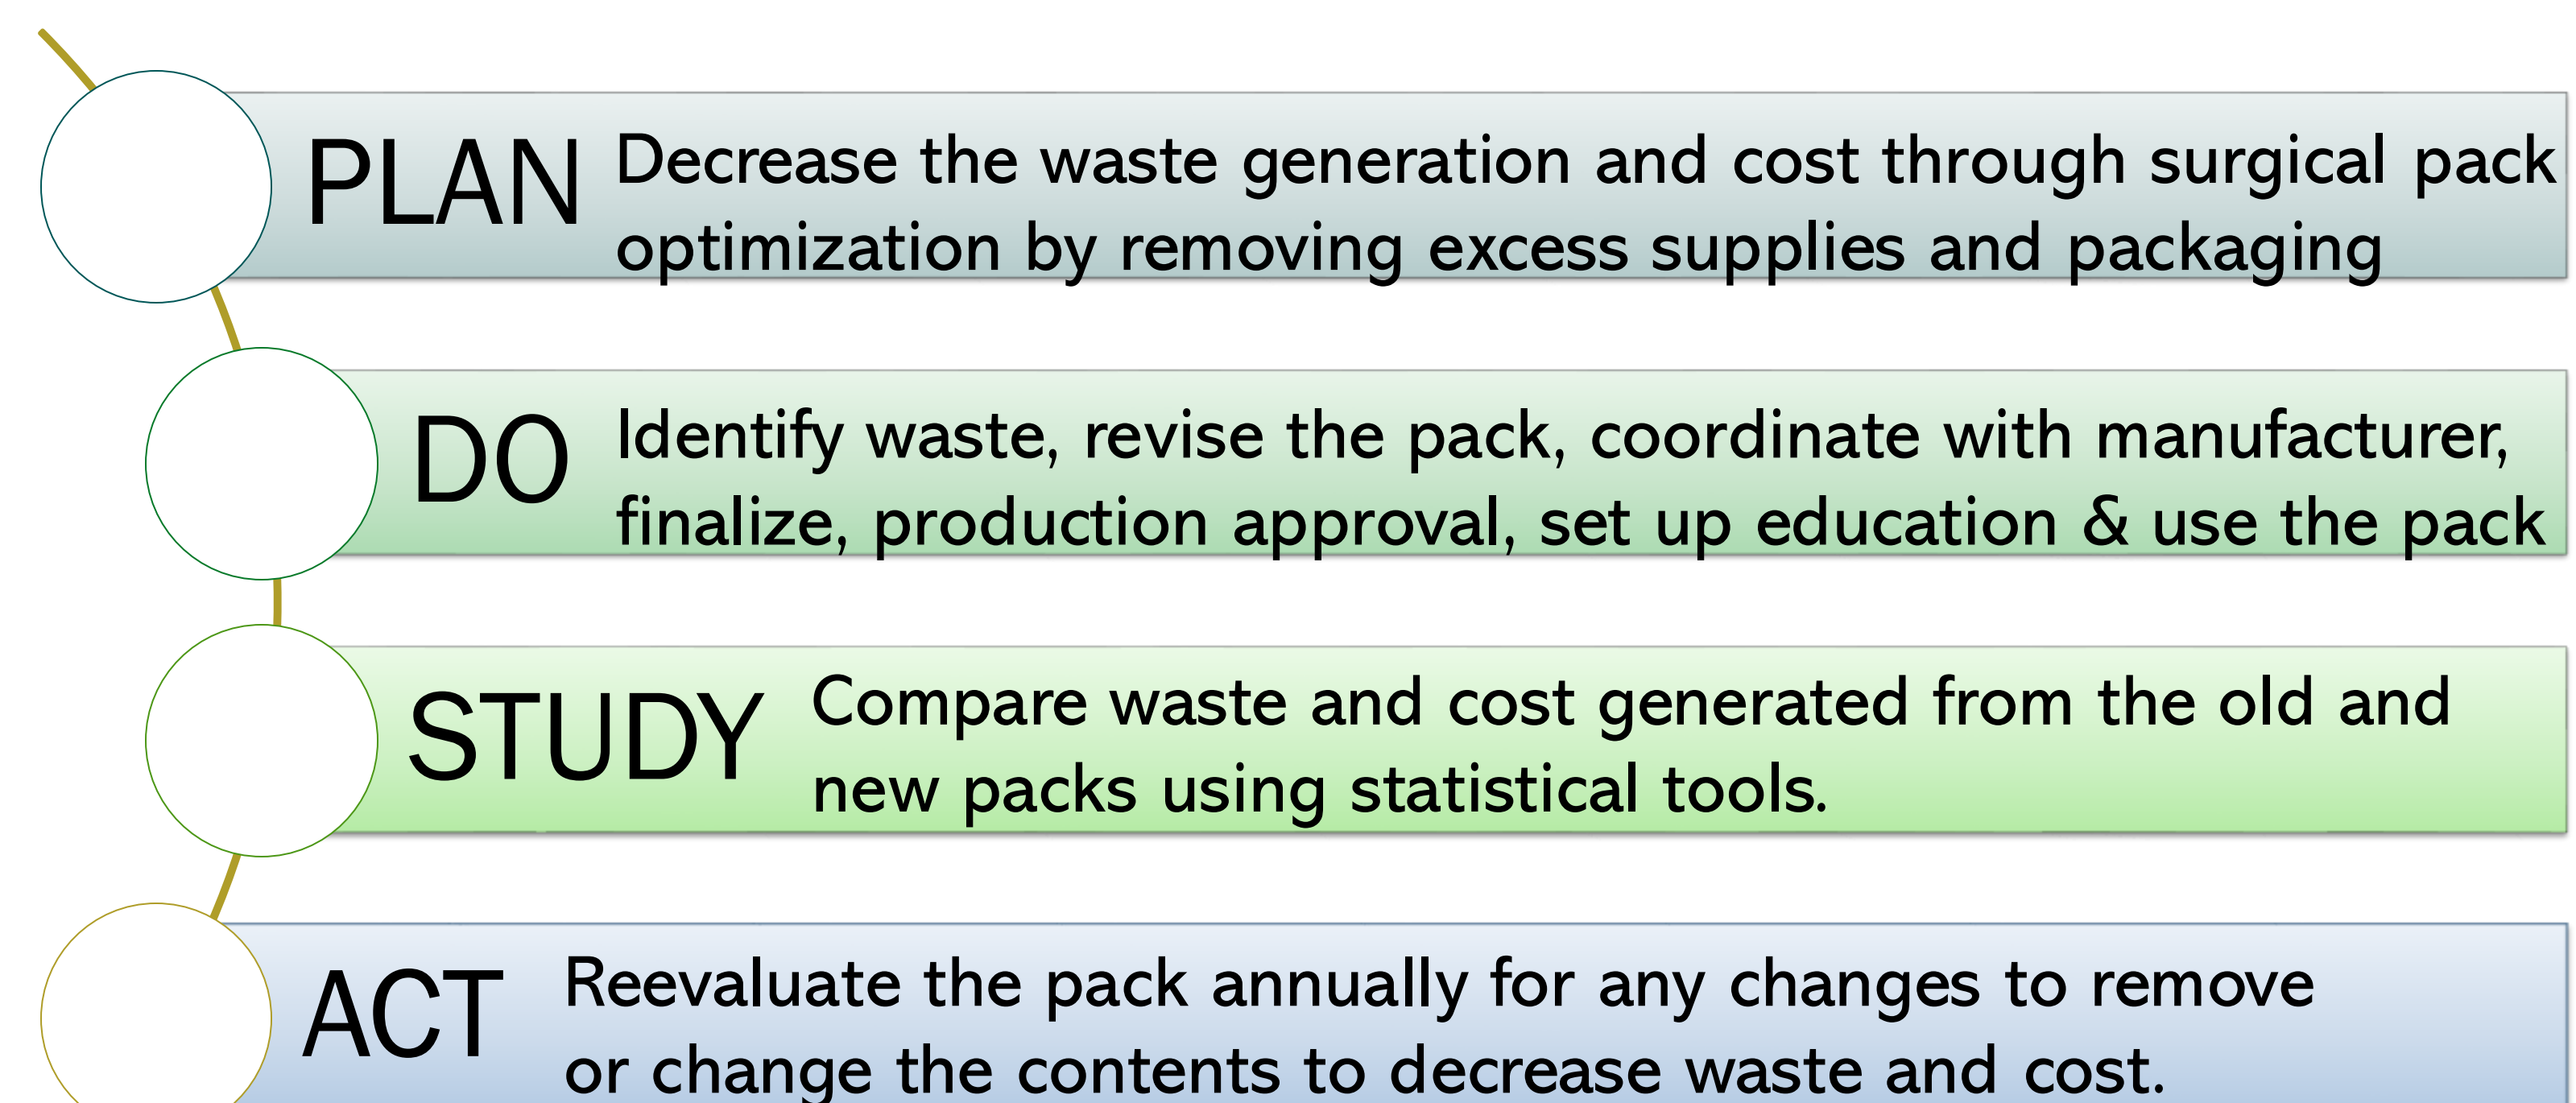 PLAN Decrease the waste generation and cost through surgical pack
optimization by removing excess supplies and packaging
DO Identify waste, revise the pack, coordinate with manufacturer,
finalize, production approval, set up education & use the pack
STUDY Compare waste and cost generated from the old and
new packs using statistical tools.
ACT Reevaluate the pack annually for any changes to remove
or change the contents to decrease waste and cost.